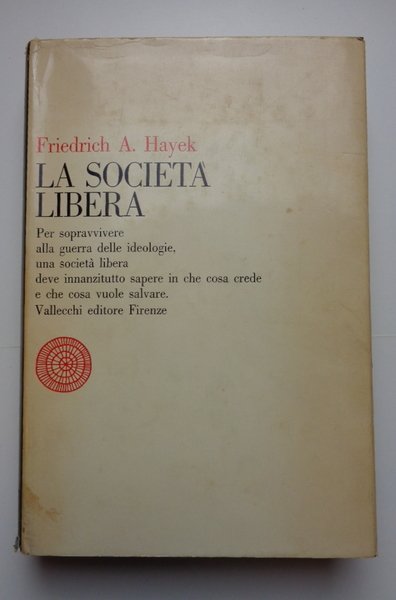 Friedrich A. Hayek
LA SOCIETÀ
LIBERA
Per sopravvivere
alla guerra delle ideologie,
una società libera
deve innanzitutto sapere in che cosa crede
e che cosa vuole salvare.
Vallecchi editore Firenze